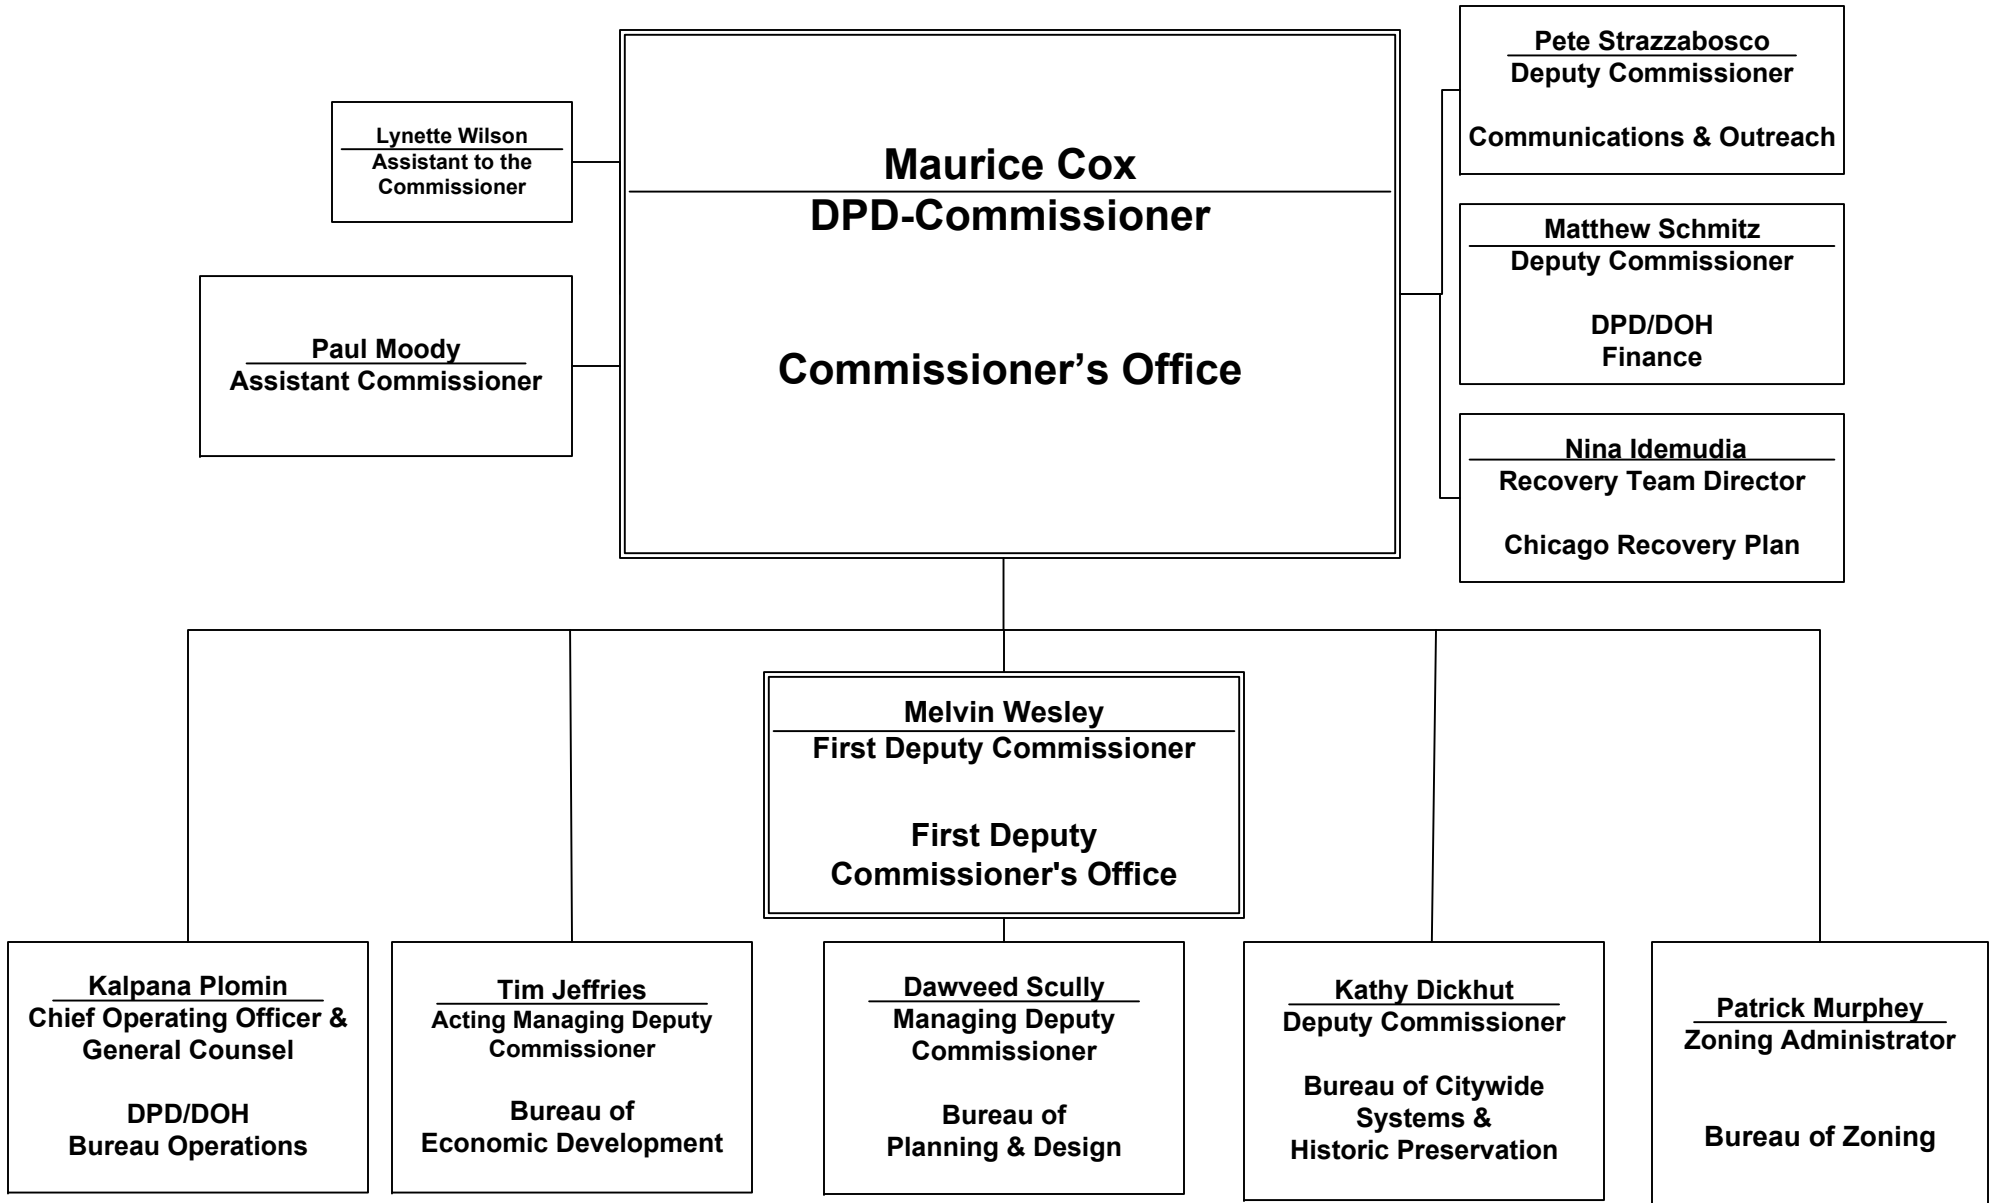 Lynette Wilson
Assistant to the
Commissioner
Paul Moody
Assistant Commissioner
Maurice Cox
DPD-Commissioner
Commissioner’s Office
Pete Strazzabosco
Deputy Commissioner
Communications & Outreach
Matthew Schmitz
Deputy Commissioner
DPD/DOH
Finance
Nina Idemudia
Recovery Team Director
Chicago Recovery Plan
Melvin Wesley
First Deputy Commissioner
First Deputy
Commissioner's Office
Kalpana Plomin
Chief Operating Officer &
General Counsel
DPD/DOH
Bureau Operations
Tim Jeffries
Acting Managing Deputy
Commissioner
Bureau of
Economic Development
Dawveed Scully
Managing Deputy
Commissioner
Bureau of
Planning & Design
Kathy Dickhut
Deputy Commissioner
Bureau of Citywide
Systems &
Historic Preservation
Patrick Murphey
Zoning Administrator
Bureau of Zoning